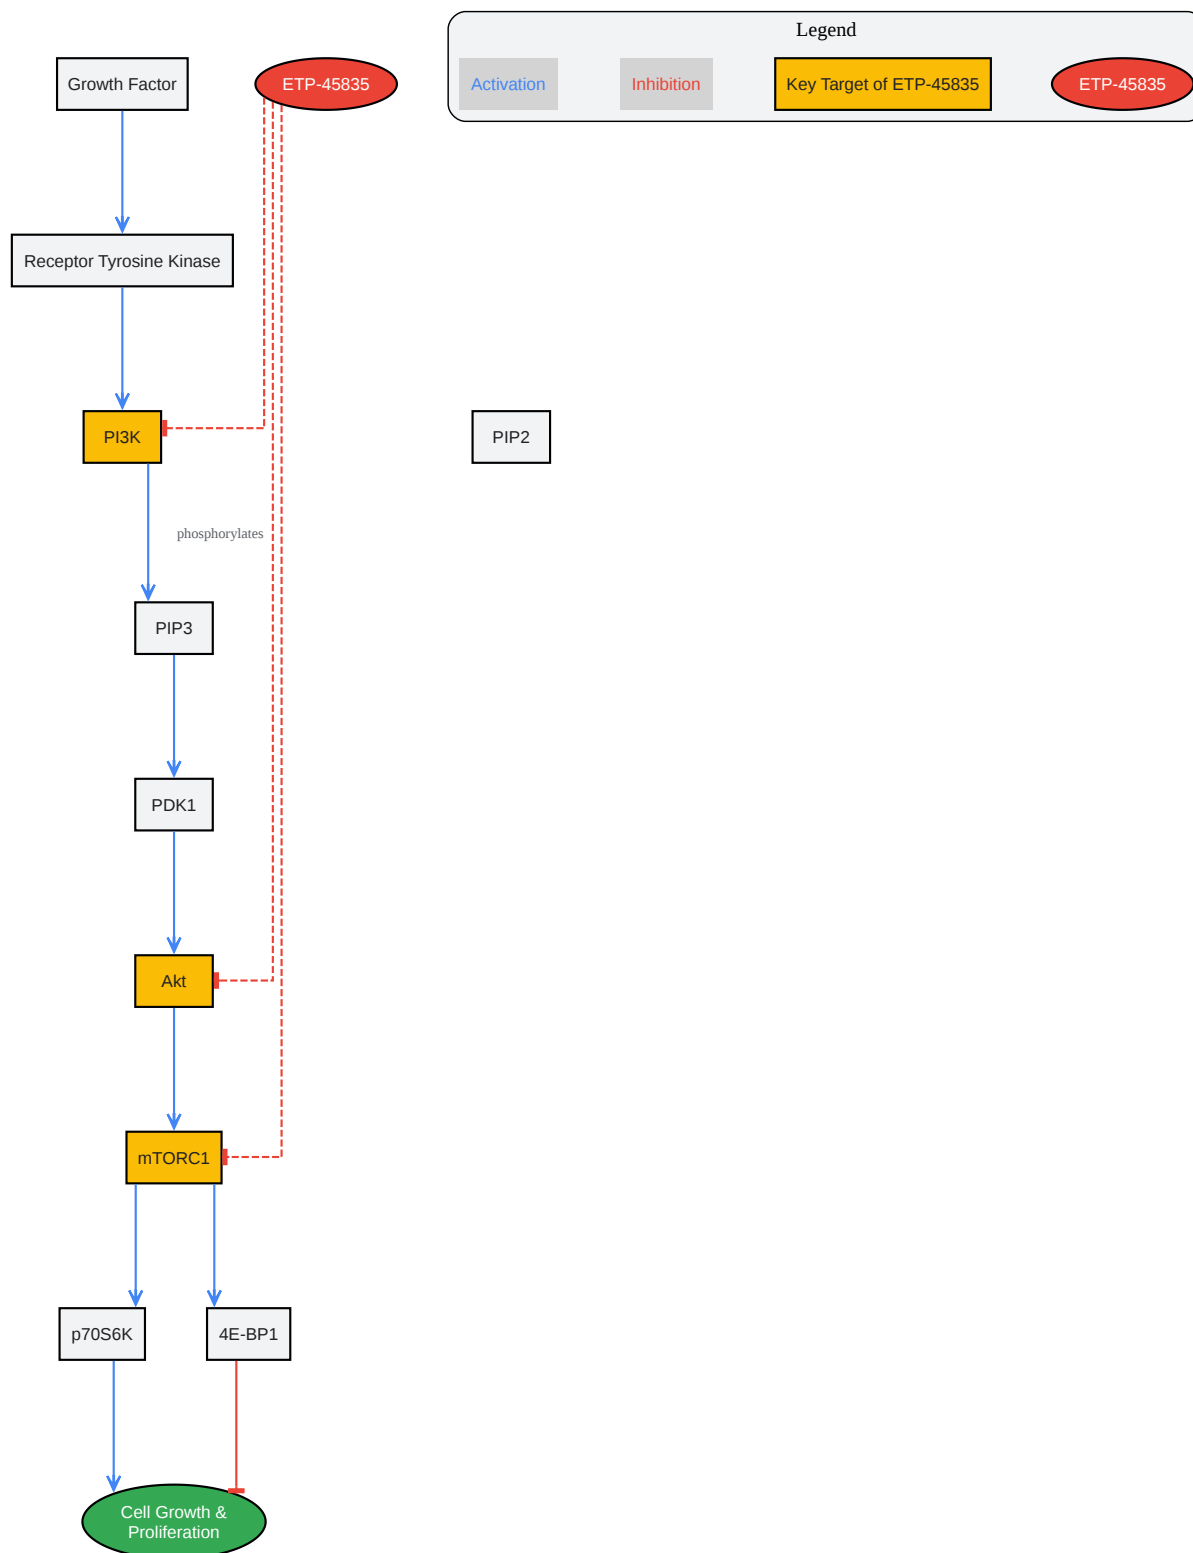 Legend
Growth Factor
ETP-45835
Activation
Inhibition
Key Target of ETP-45835
ETP-45835
Receptor Tyrosine Kinase
PI3K
PIP2
phosphorylates
PIP3
PDK1
Akt
mTORC1
p70S6K
4E-BP1
Cell Growth &
Proliferation